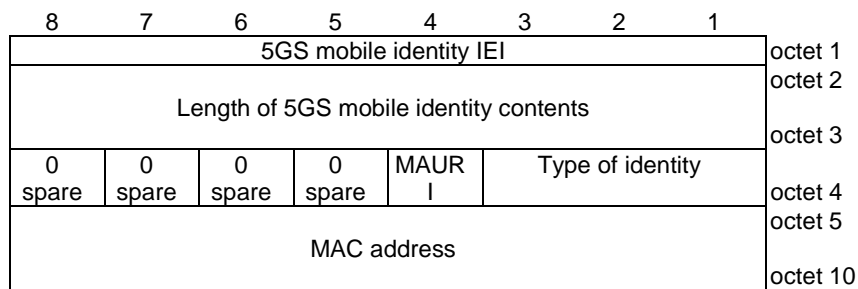 8 7 6 5 4 3 2 1
5GS mobile identity IEI octet 1
octet 2
Length of 5GS mobile identity contents
octet 3
0 0 0 0 MAUR Type of identity
spare spare spare spare I octet 4
octet 5
MAC address
octet 10